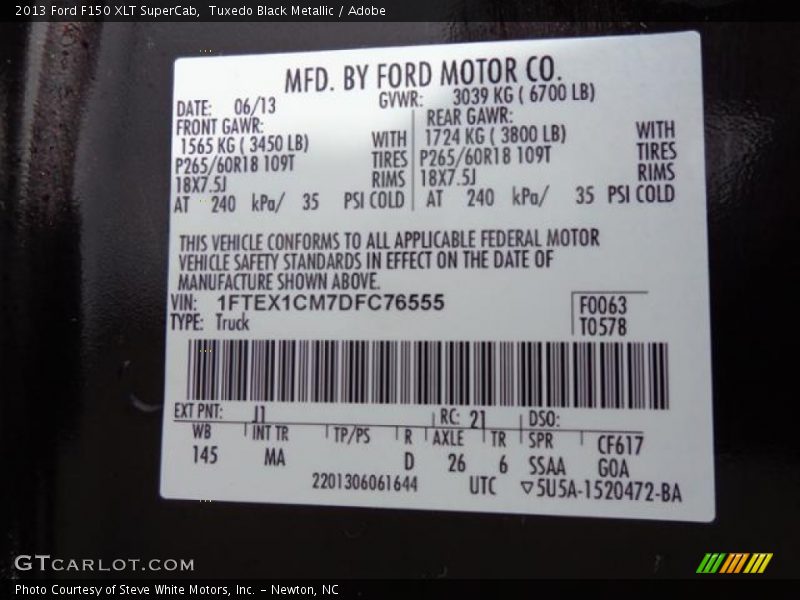 2013 Ford F150 XLT SuperCab, Tuxedo Black Metallic / Adobe
MFD. BY FORD MOTOR CO.
DATE: 06/13 GVWR: 3039 KG ( 6700 LB)
FRONT GAWR: REAR GAWR:
1565 KG ( 3450 LB) WITH 1724 KG ( 3800 LB) WITH
P265/60R18 109T TIRES P265/60R18 109T TIRES
18X7.5J RIMS 18X7.5J RIMS
AT 240 kPa/ 35 PSI COLD AT 240 kPa/ 35 PSI COLD
THIS VEHICLE CONFORMS TO ALL APPLICABLE FEDERAL MOTOR
VEHICLE SAFETY STANDARDS IN EFFECT ON THE DATE OF
MANUFACTURE SHOWN ABOVE.
VIN: 1FTEX1CM7DFC76555 F0063
TYPE: Truck T0578
EXT PNT: J1 RC: 21 DSO:
WB INT TR TP/PS R AXLE TR SPR CF617
145 MA D 26 6 SSAA GOA
2201306061644 UTC ▽5U5A-1520472-BA
GTCARLOT.COM
Photo Courtesy of Steve White Motors, Inc. - Newton, NC